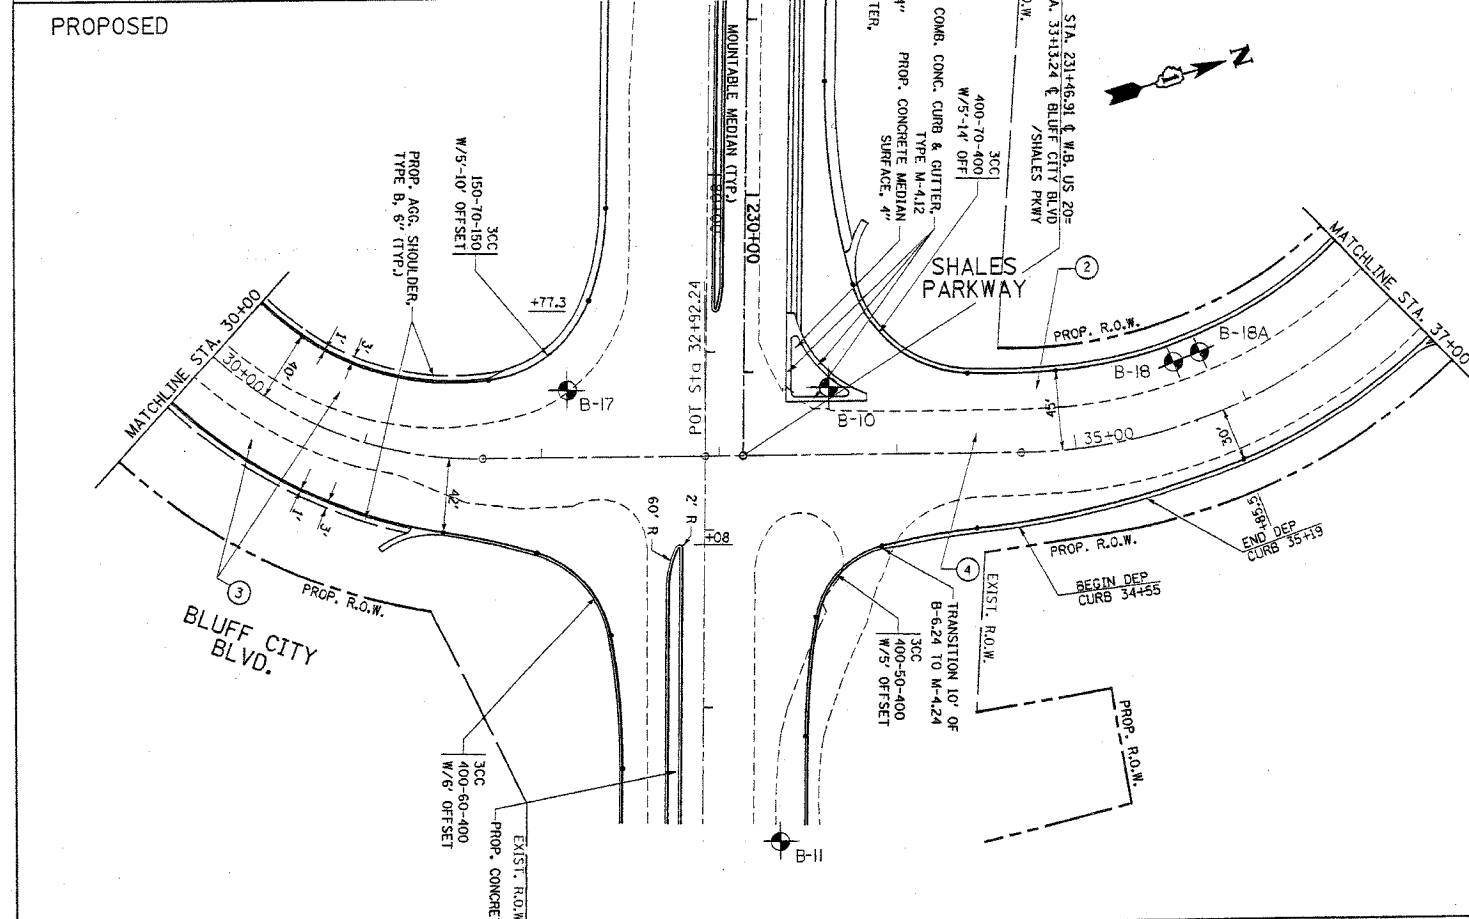 PROPOSED
STA. 231+46.91 ℄ W.B. US 20=
A. 33+13.24 ℄ BLUFF CITY BLVD
/SHALES PKWY
O.W.
N
1
COMB. CONC. CURB & GUTTER,
TYPE M-4.12
PROP. CONCRETE MEDIAN
SURFACE, 4"
4"
TER,
3CC
400-70-400
W/5'-14' OFF
MOUNTABLE MEDIAN (TYP.)
230+00
3CC
150-70-150
W/5'-10' OFFSET
PROP. AGG. SHOULDER,
TYPE B, 6" (TYP.)
+77.3
POT Sta 32+92.24
SHALES
PARKWAY
2
PROP. R.O.W.
MATCHLINE STA. 37+00
B-18A
B-18
MATCHLINE STA. 30+00
30+00
1'
3'
40'
B-17
B-10
45'
35+00
30'
42'
1'
3'
60' R
2' R
+08
3
BLUFF CITY
BLVD.
PROP. R.O.W.
4
PROP. R.O.W.
+85.5
END DEP
CURB 35+19
BEGIN DEP
CURB 34+55
EXIST. R.O.W.
TRANSITION 10' OF
B-6.24 TO M-4.24
3CC
400-50-400
W/5' OFFSET
PROP. R.O.W.
3CC
400-60-400
W/6' OFFSET
EXIST. R.O.W.
PROP. CONCRE
B-11